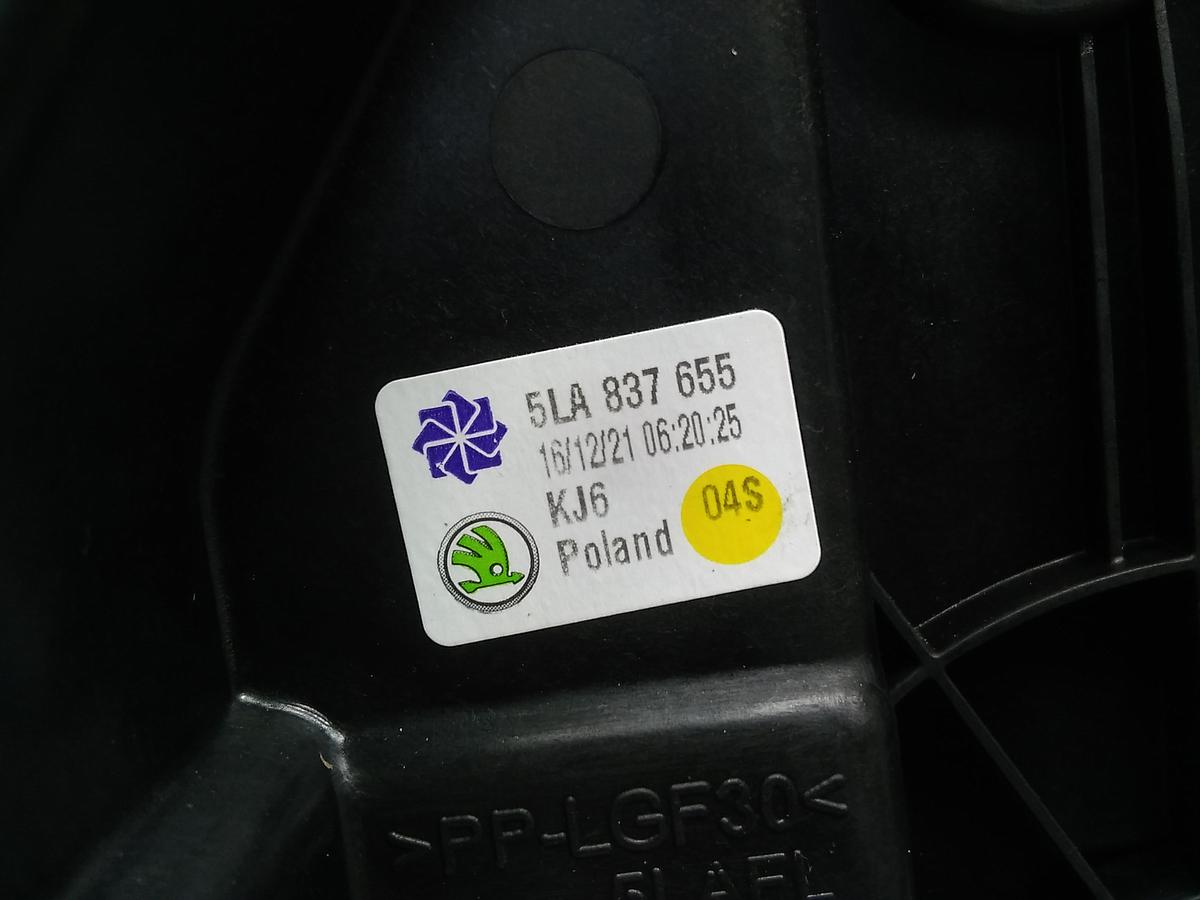 5LA 837 655
16/12/21 06:20:25
KJ6
04S
Poland
>PP-LGF30<